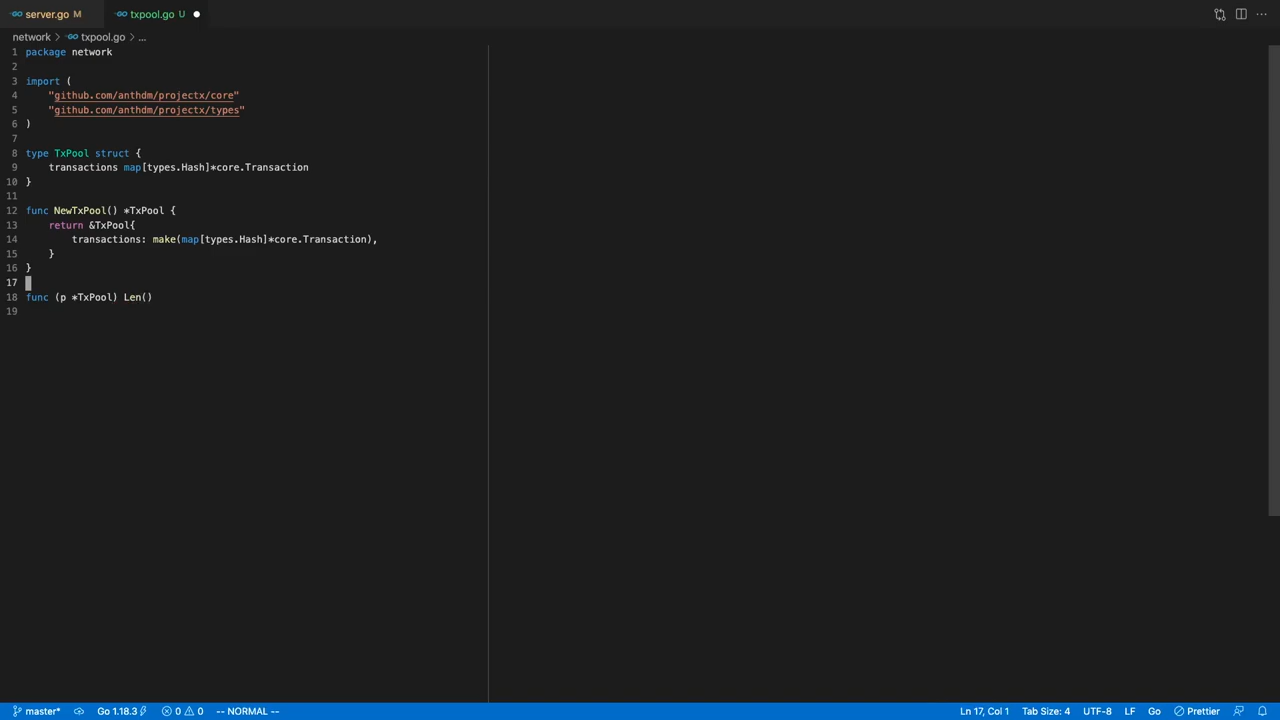 server.go M txpool.go U
network > txpool.go > ...
1 package network
2
3 import (
4 "github.com/anthdm/projectx/core"
5 "github.com/anthdm/projectx/types"
6 )
7
8 type TxPool struct {
9 transactions map[types.Hash]*core.Transaction
10 }
11
12 func NewTxPool() *TxPool {
13 return &TxPool{
14 transactions: make(map[types.Hash]*core.Transaction),
15 }
16 }
17
18 func (p *TxPool) Len()
19
master* Go 1.18.3 0 0 -- NORMAL -- Ln 17, Col 1 Tab Size: 4 UTF-8 LF Go Prettier